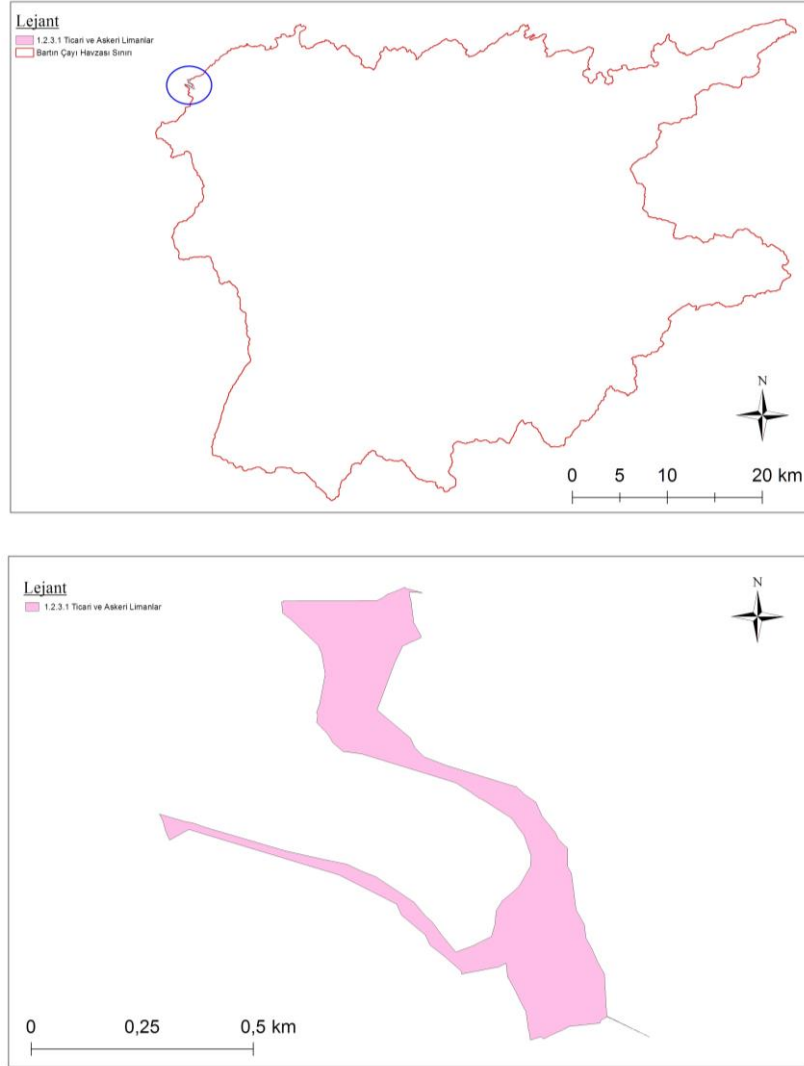 Lejant
1.2.3.1 Ticari ve Askeri Limanlar
Bartın Çayı Havzası Sınırı
N
0 5 10 20 km
Lejant
1.2.3.1 Ticari ve Askeri Limanlar
N
0 0,25 0,5 km